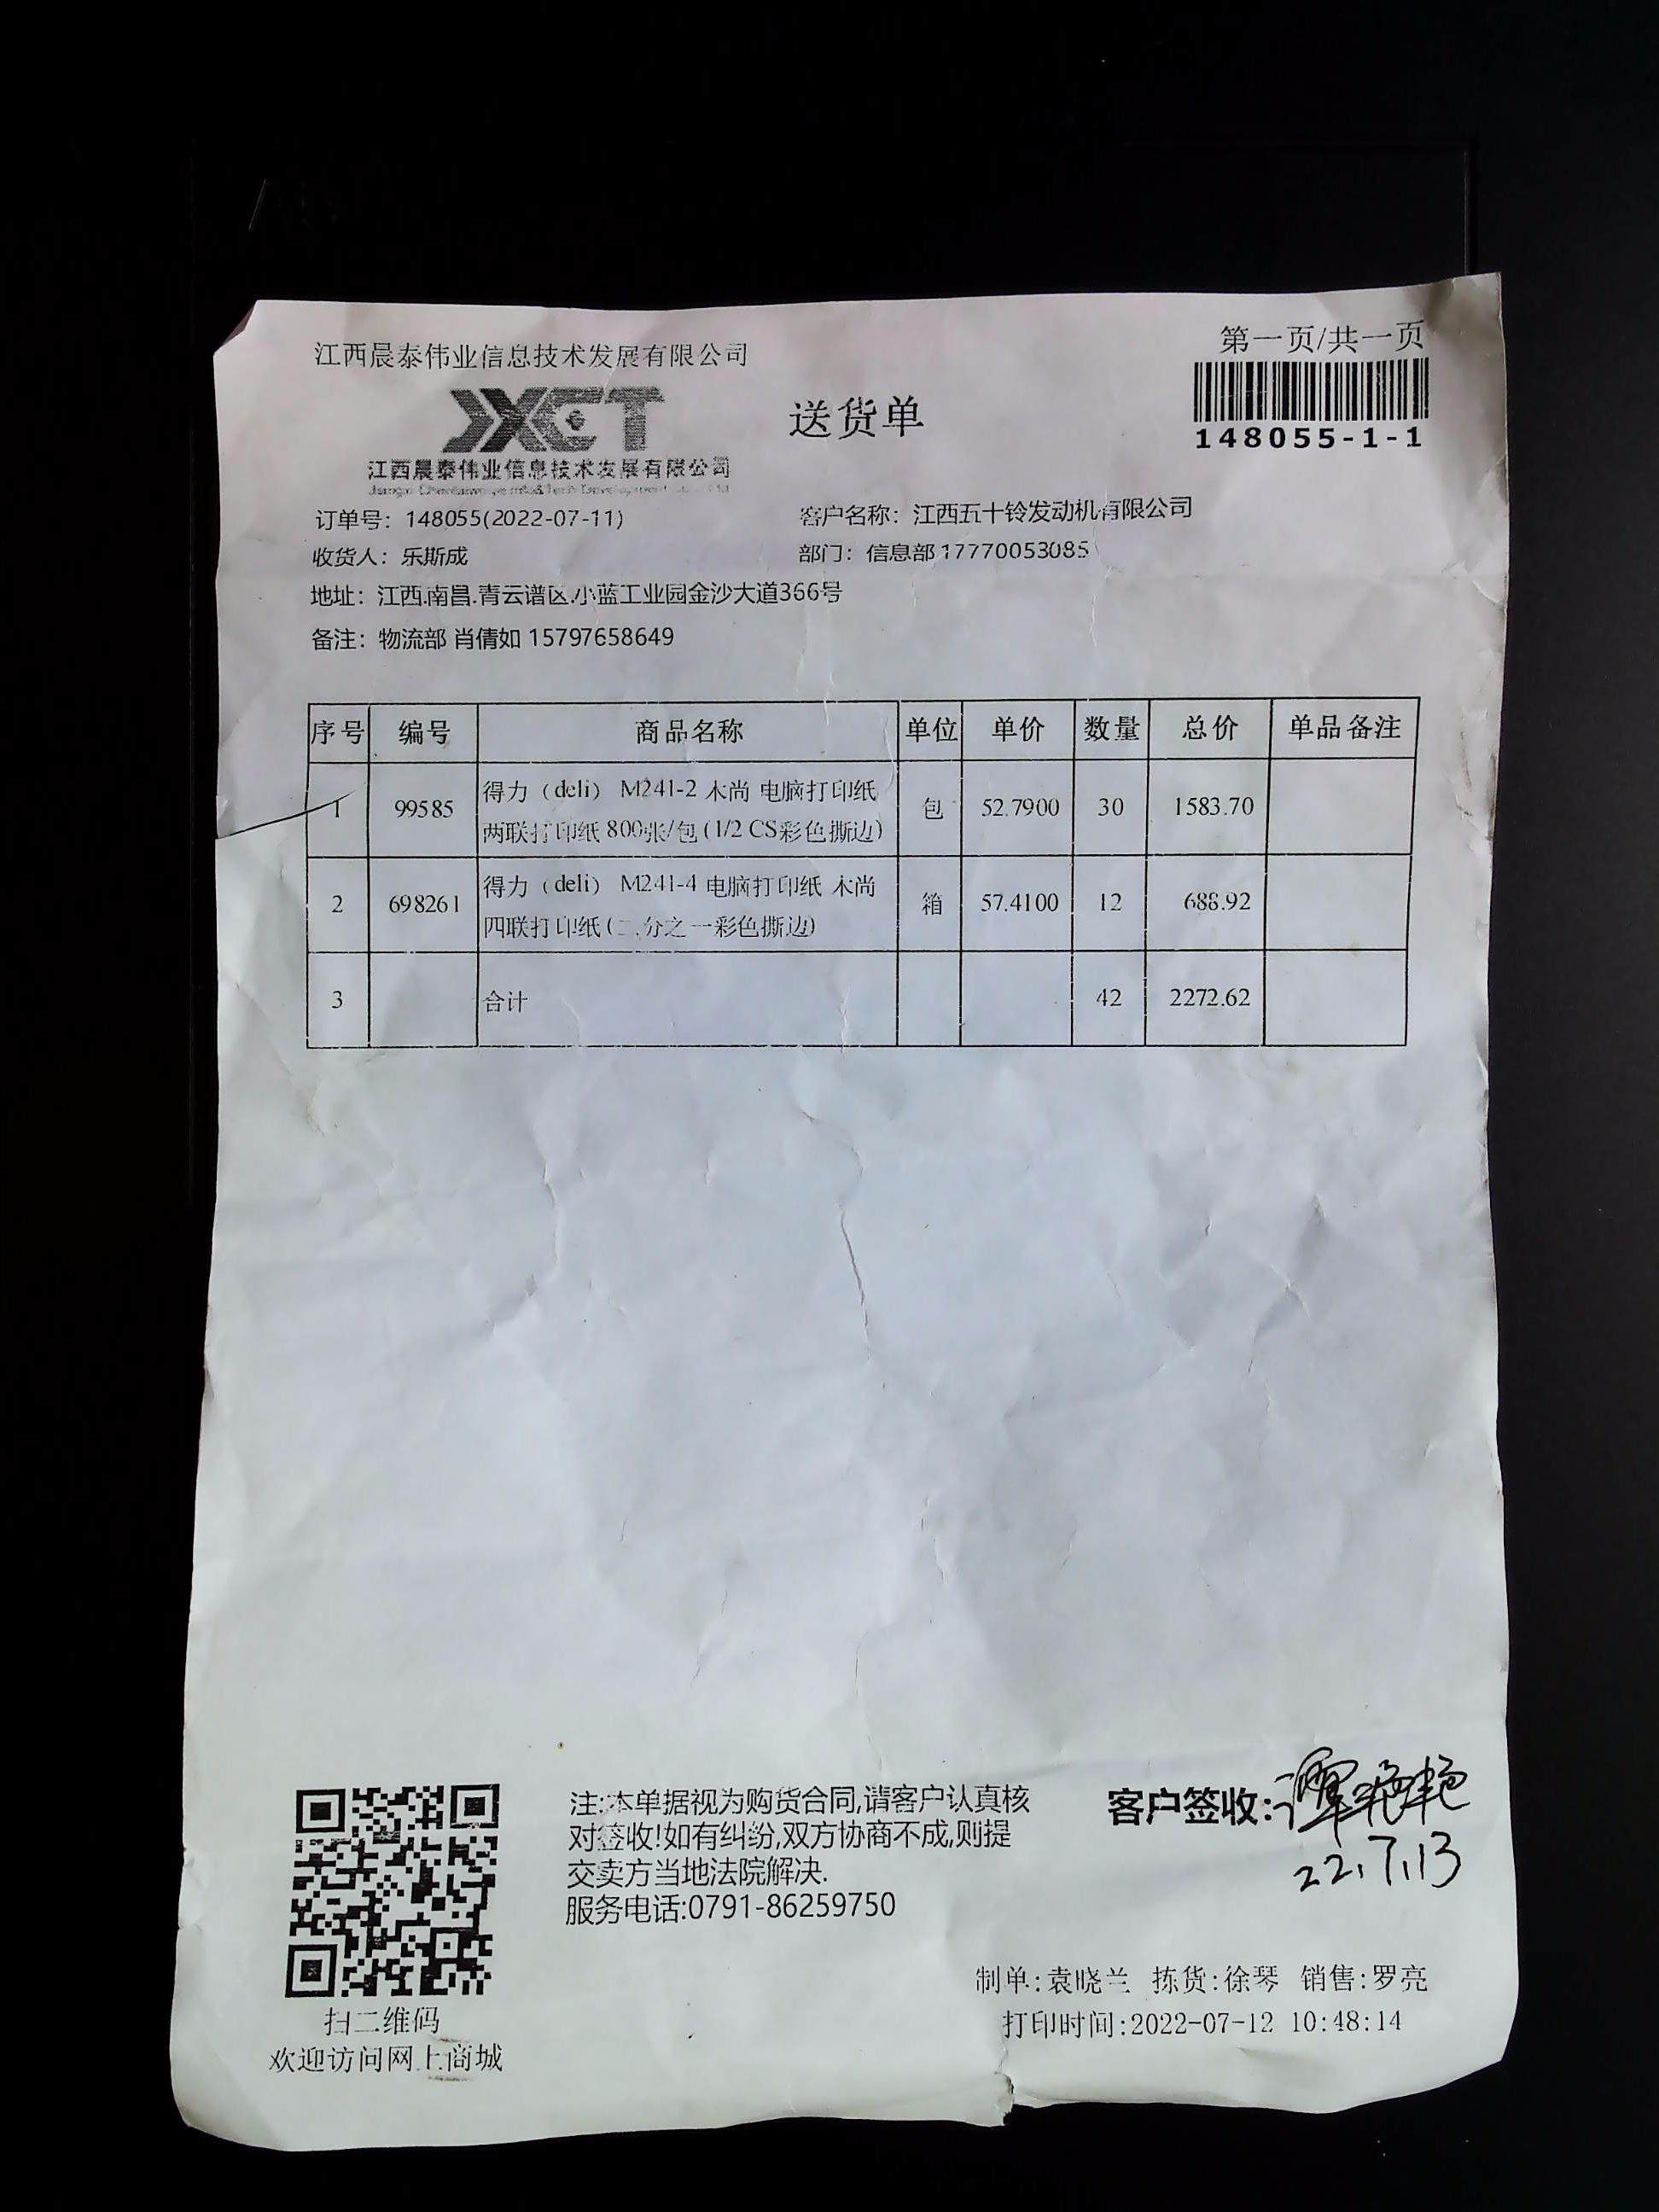 江西晨泰伟业信息技术发展有限公司
第一页/共一页
送货单
148055-1-1
江西晨泰伟业信息技术发展有限公司
订单号：148055(2022-07-11)
客户名称：江西五十铃发动机有限公司
收货人：乐斯成
部门：信息部17770053085
地址：江西.南昌.青云谱区.小蓝工业园金沙大道366号
备注：物流部 肖倩如 15797658649
序号 编号 商品名称 单位 单价 数量 总价 单品备注
1 99585 得力（deli） M241-2 木尚 电脑打印纸 两联打印纸 800张/包(1/2 CS彩色撕边) 包 52.7900 30 1583.70
2 698261 得力（deli） M241-4 电脑打印纸 木尚 四联打印纸(二分之一彩色撕边) 箱 57.4100 12 688.92
3 合计 42 2272.62
注:本单据视为购货合同,请客户认真核
对签收!如有纠纷,双方协商不成,则提
交卖方当地法院解决.
服务电话:0791-86259750
客户签收:谭艳艳
22.7.13
扫二维码
欢迎访问网上商城
制单:袁晓兰 拣货:徐琴 销售:罗亮
打印时间:2022-07-12 10:48:14